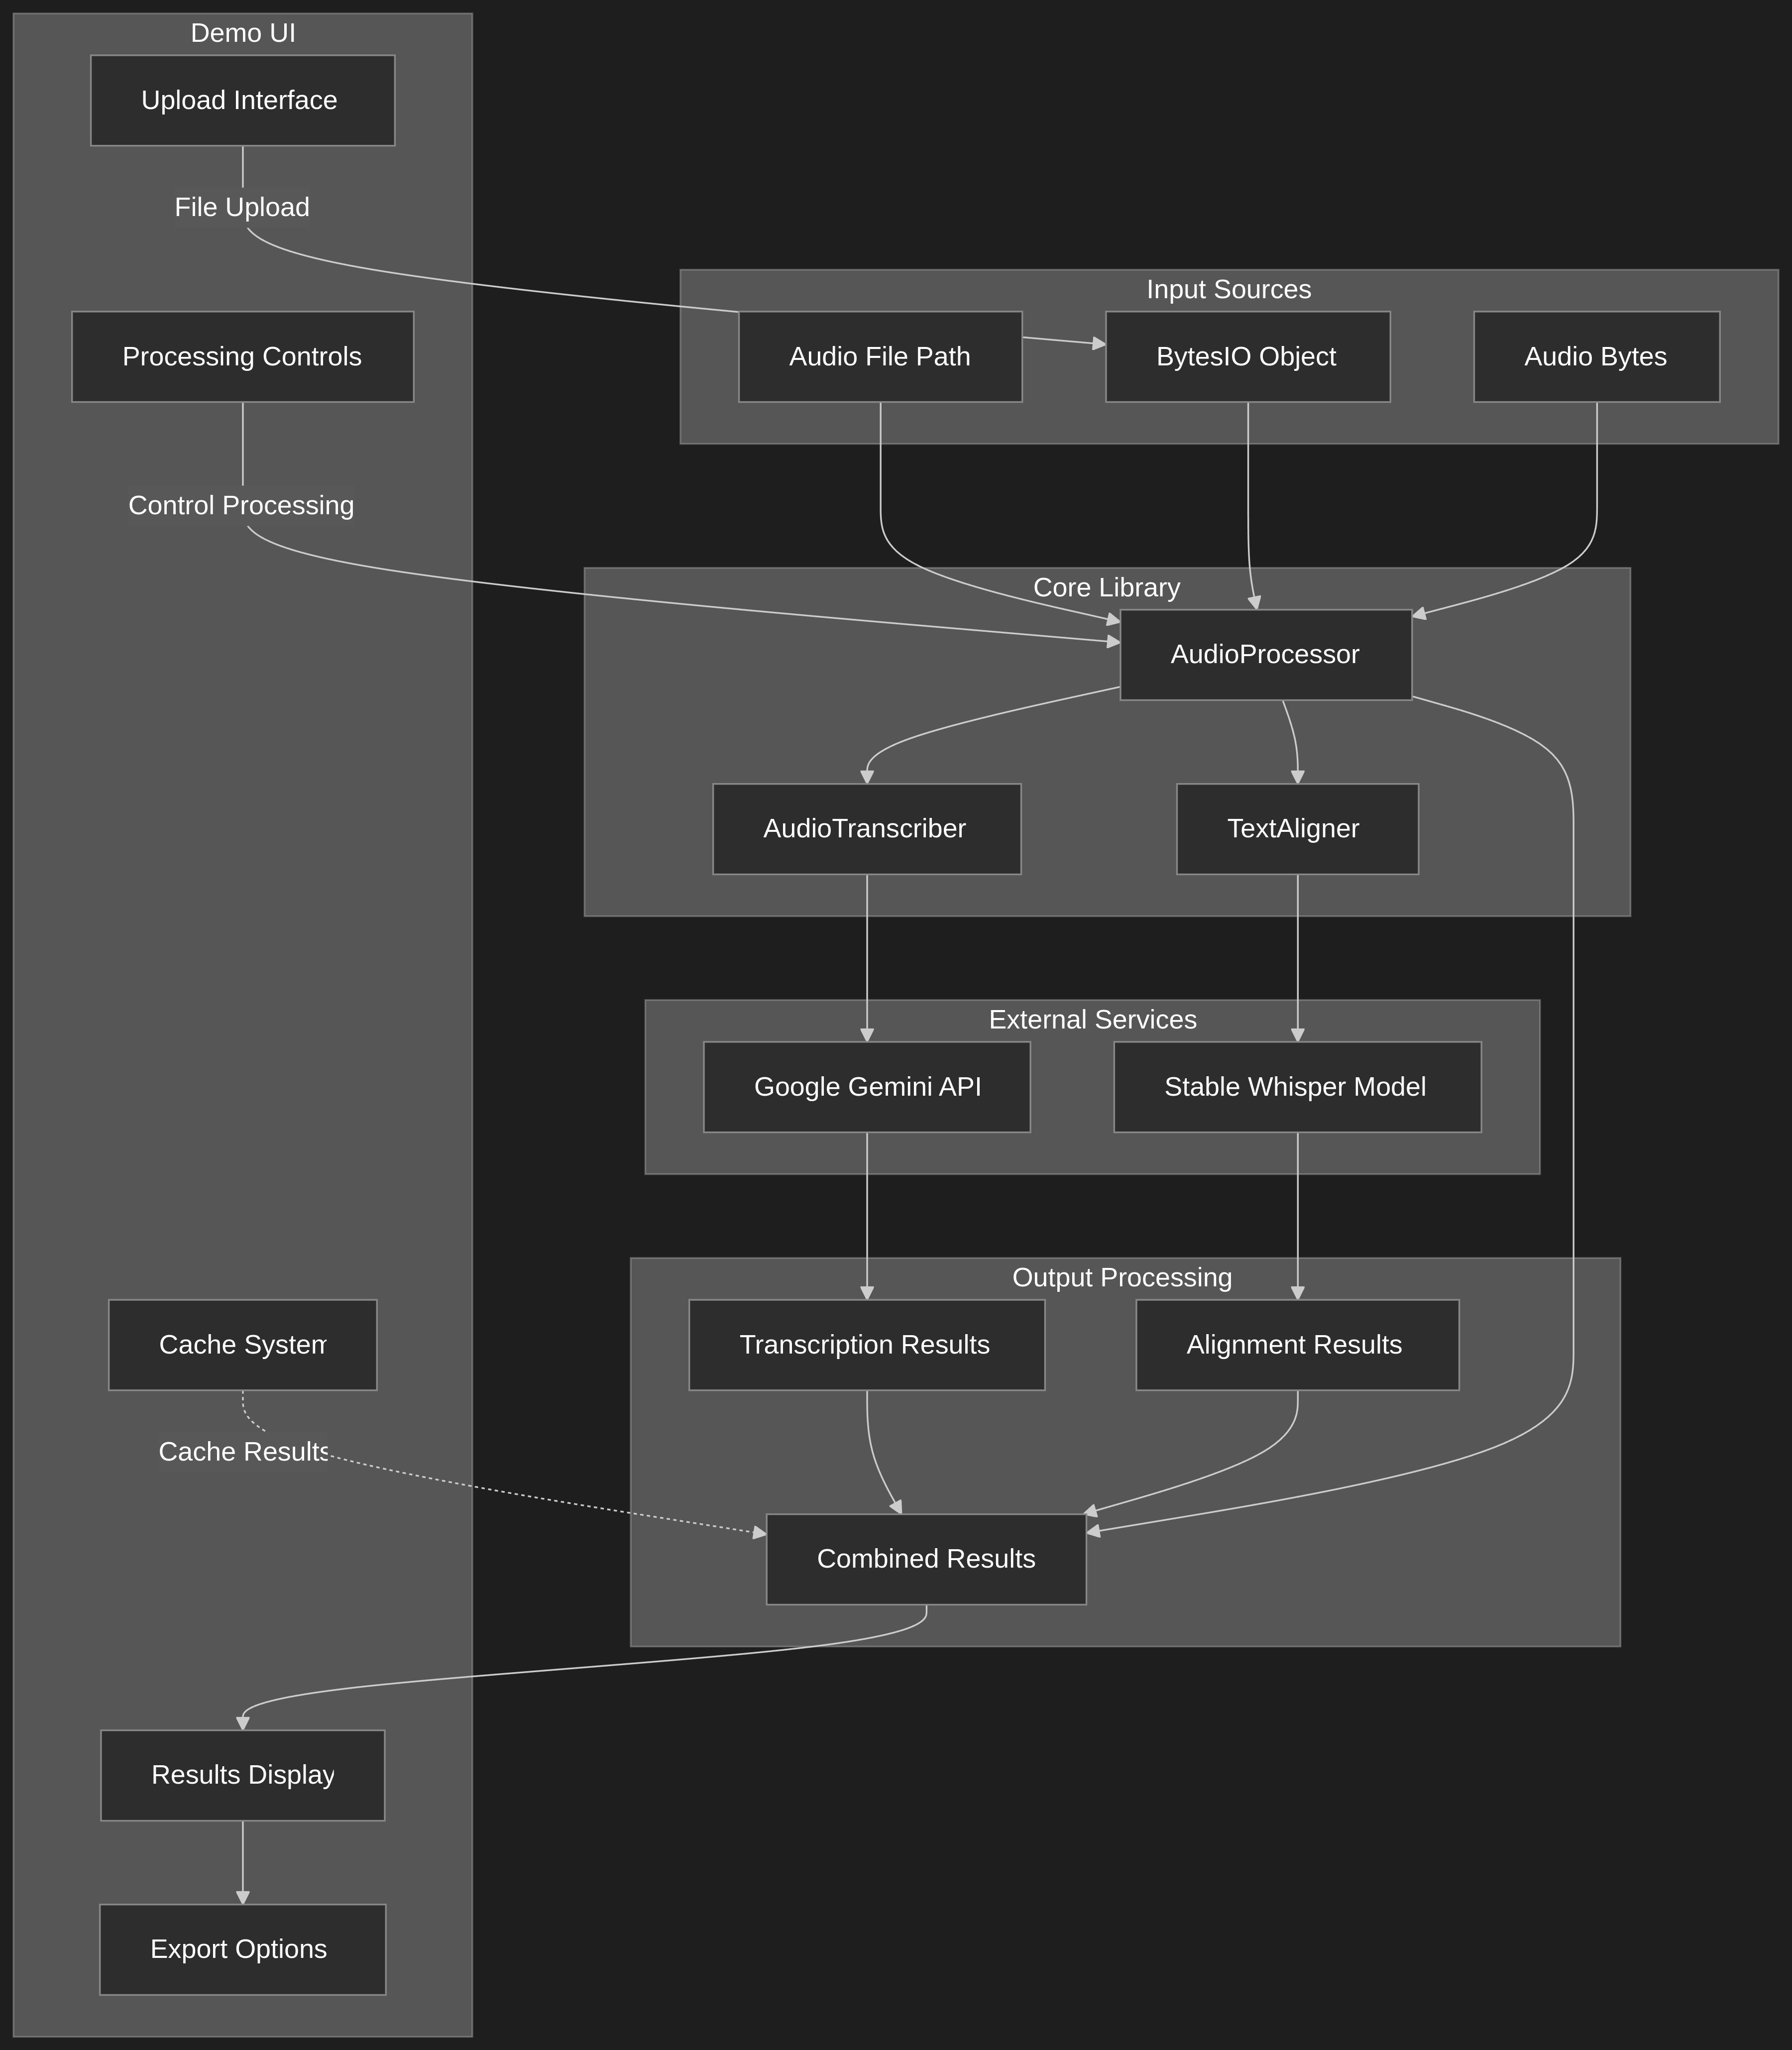 Demo UI
Upload Interface
File Upload
Input Sources
Processing Controls
Audio File Path
BytesIO Object
Audio Bytes
Control Processing
Core Library
AudioProcessor
AudioTranscriber
TextAligner
External Services
Google Gemini API
Stable Whisper Model
Output Processing
Cache System
Transcription Results
Alignment Results
Cache Results
Combined Results
Results Display
Export Options